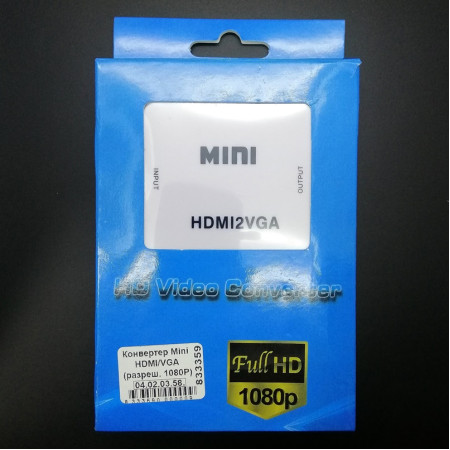 MINI
INPUT
OUTPUT
HDMI2VGA
HD Video Converter
Конвертер Mini
HDMI/VGA
(разреш. 1080P)
04.02.03.58.
833359
Full HD
1080p